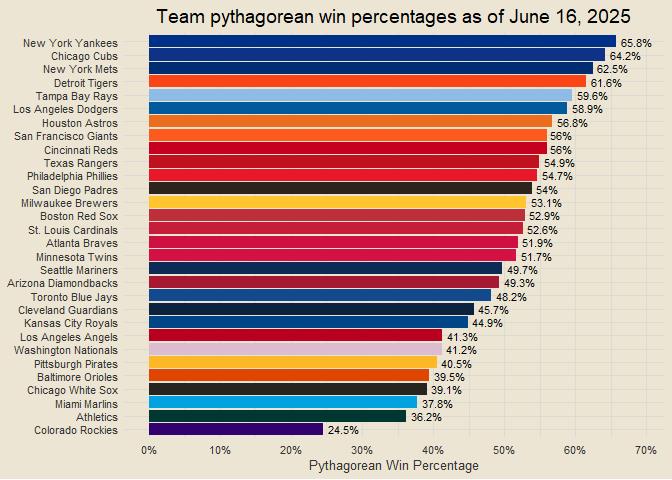 Team pythagorean win percentages as of June 16, 2025
New York Yankees 65.8%
Chicago Cubs 64.2%
New York Mets 62.5%
Detroit Tigers 61.6%
Tampa Bay Rays 59.6%
Los Angeles Dodgers 58.9%
Houston Astros 56.8%
San Francisco Giants 56%
Cincinnati Reds 56%
Texas Rangers 54.9%
Philadelphia Phillies 54.7%
San Diego Padres 54%
Milwaukee Brewers 53.1%
Boston Red Sox 52.9%
St. Louis Cardinals 52.6%
Atlanta Braves 51.9%
Minnesota Twins 51.7%
Seattle Mariners 49.7%
Arizona Diamondbacks 49.3%
Toronto Blue Jays 48.2%
Cleveland Guardians 45.7%
Kansas City Royals 44.9%
Los Angeles Angels 41.3%
Washington Nationals 41.2%
Pittsburgh Pirates 40.5%
Baltimore Orioles 39.5%
Chicago White Sox 39.1%
Miami Marlins 37.8%
Athletics 36.2%
Colorado Rockies 24.5%
0% 10% 20% 30% 40% 50% 60% 70%
Pythagorean Win Percentage